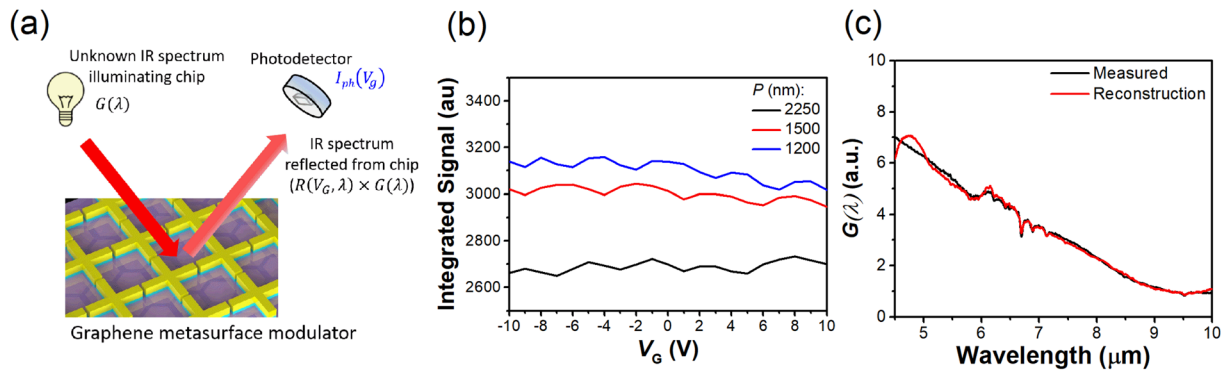 (a)
Unknown IR spectrum
illuminating chip
G(λ)
Photodetector
I_ph(V_g)
IR spectrum
reflected from chip
(R(V_G, λ) × G(λ))
Graphene metasurface modulator
(b)
Integrated Signal (au)
3400
3200
3000
2800
2600
P (nm):
2250
1500
1200
-10 -8 -6 -4 -2 0 2 4 6 8 10
V_G (V)
(c)
G(λ) (a.u.)
10
8
6
4
2
0
Measured
Reconstruction
5 6 7 8 9 10
Wavelength (μm)